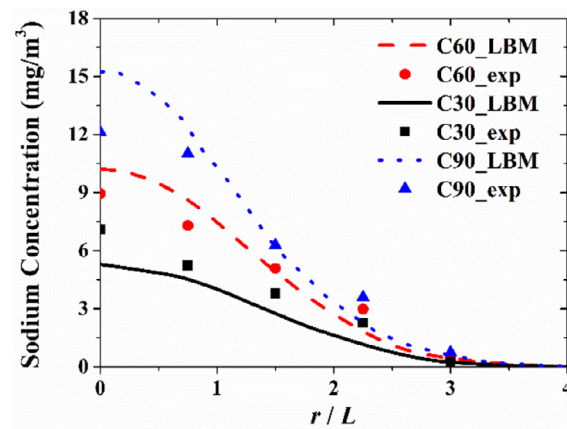 Sodium Concentration (mg/m³)
18
15
12
9
6
3
0
C60_LBM
C60_exp
C30_LBM
C30_exp
C90_LBM
C90_exp
0
1
2
3
4
r / L